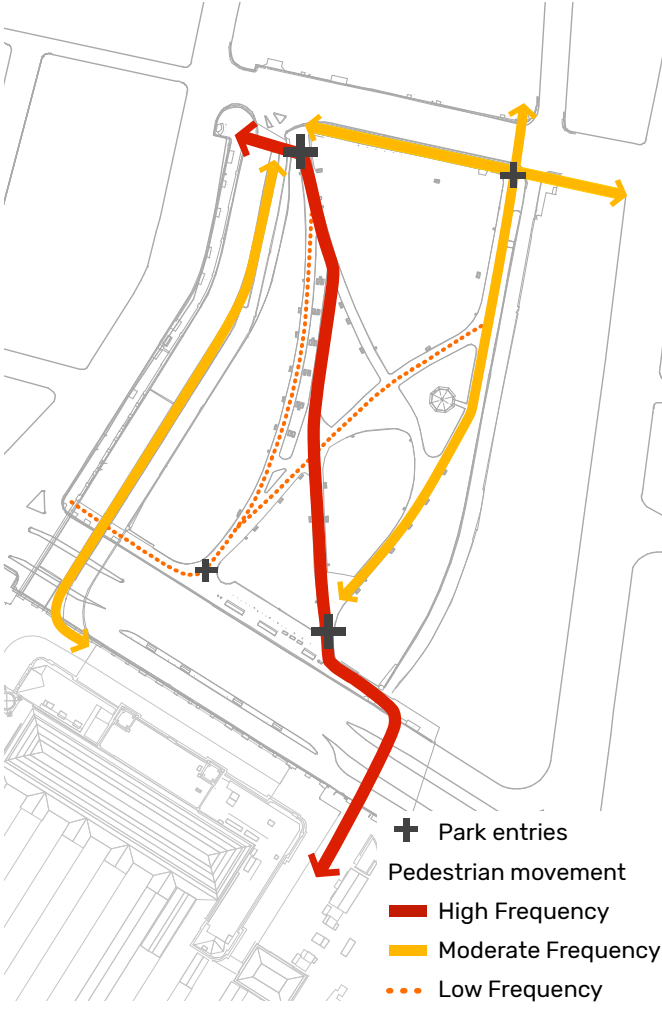 Park entries
Pedestrian movement
High Frequency
Moderate Frequency
Low Frequency